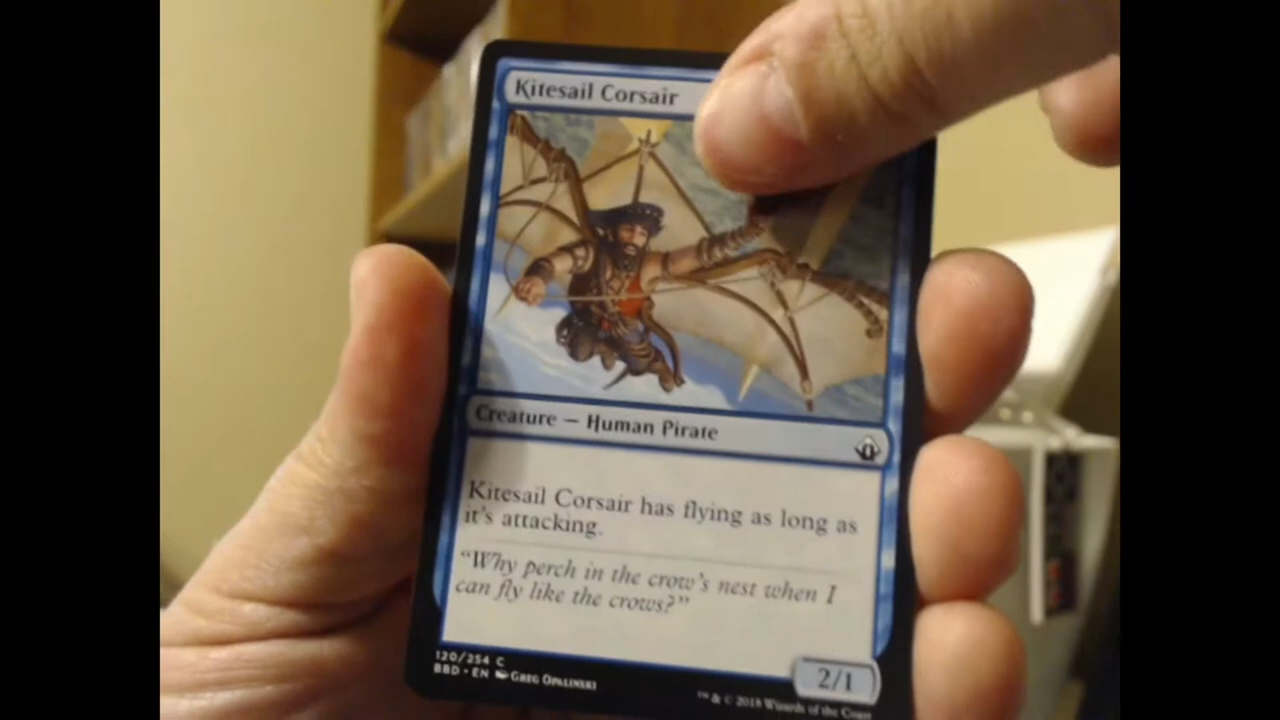 Kitesail Corsair
Creature — Human Pirate
Kitesail Corsair has flying as long as
it's attacking.
"Why perch in the crow's nest when I
can fly like the crows?"
2/1
120/254 C
BBD • EN Greg Opalinski
™ & © 2018 Wizards of the Coast